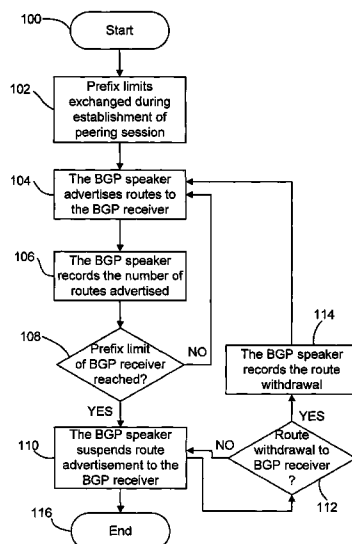 100
Start
102
Prefix limits
exchanged during
establishment of
peering session
104
The BGP speaker
advertises routes to
the BGP receiver
106
The BGP speaker
records the number of
routes advertised
108
Prefix limit
of BGP receiver
reached?
NO
YES
110
The BGP speaker
suspends route
advertisement to the
BGP receiver
114
The BGP speaker
records the route
withdrawal
YES
NO
Route
withdrawal to
BGP receiver
?
112
116
End